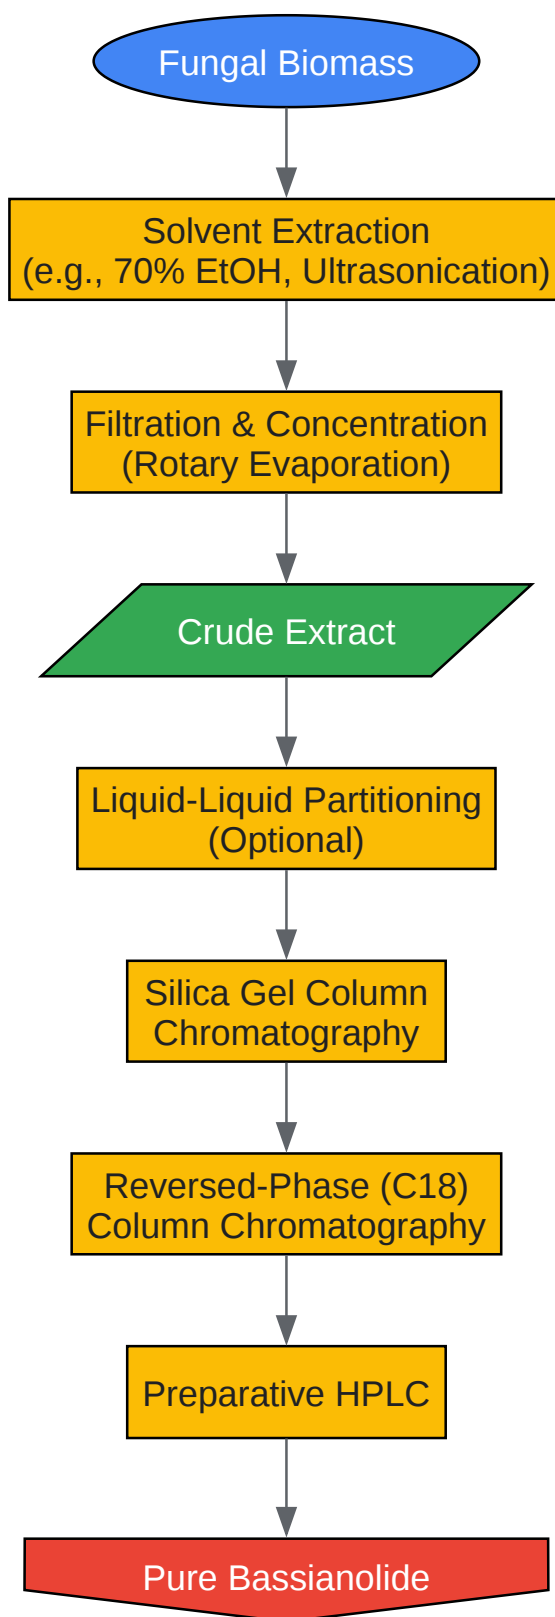 Fungal Biomass
Solvent Extraction
(e.g., 70% EtOH, Ultrasonication)
Filtration & Concentration
(Rotary Evaporation)
Crude Extract
Liquid-Liquid Partitioning
(Optional)
Silica Gel Column
Chromatography
Reversed-Phase (C18)
Column Chromatography
Preparative HPLC
Pure Bassianolide